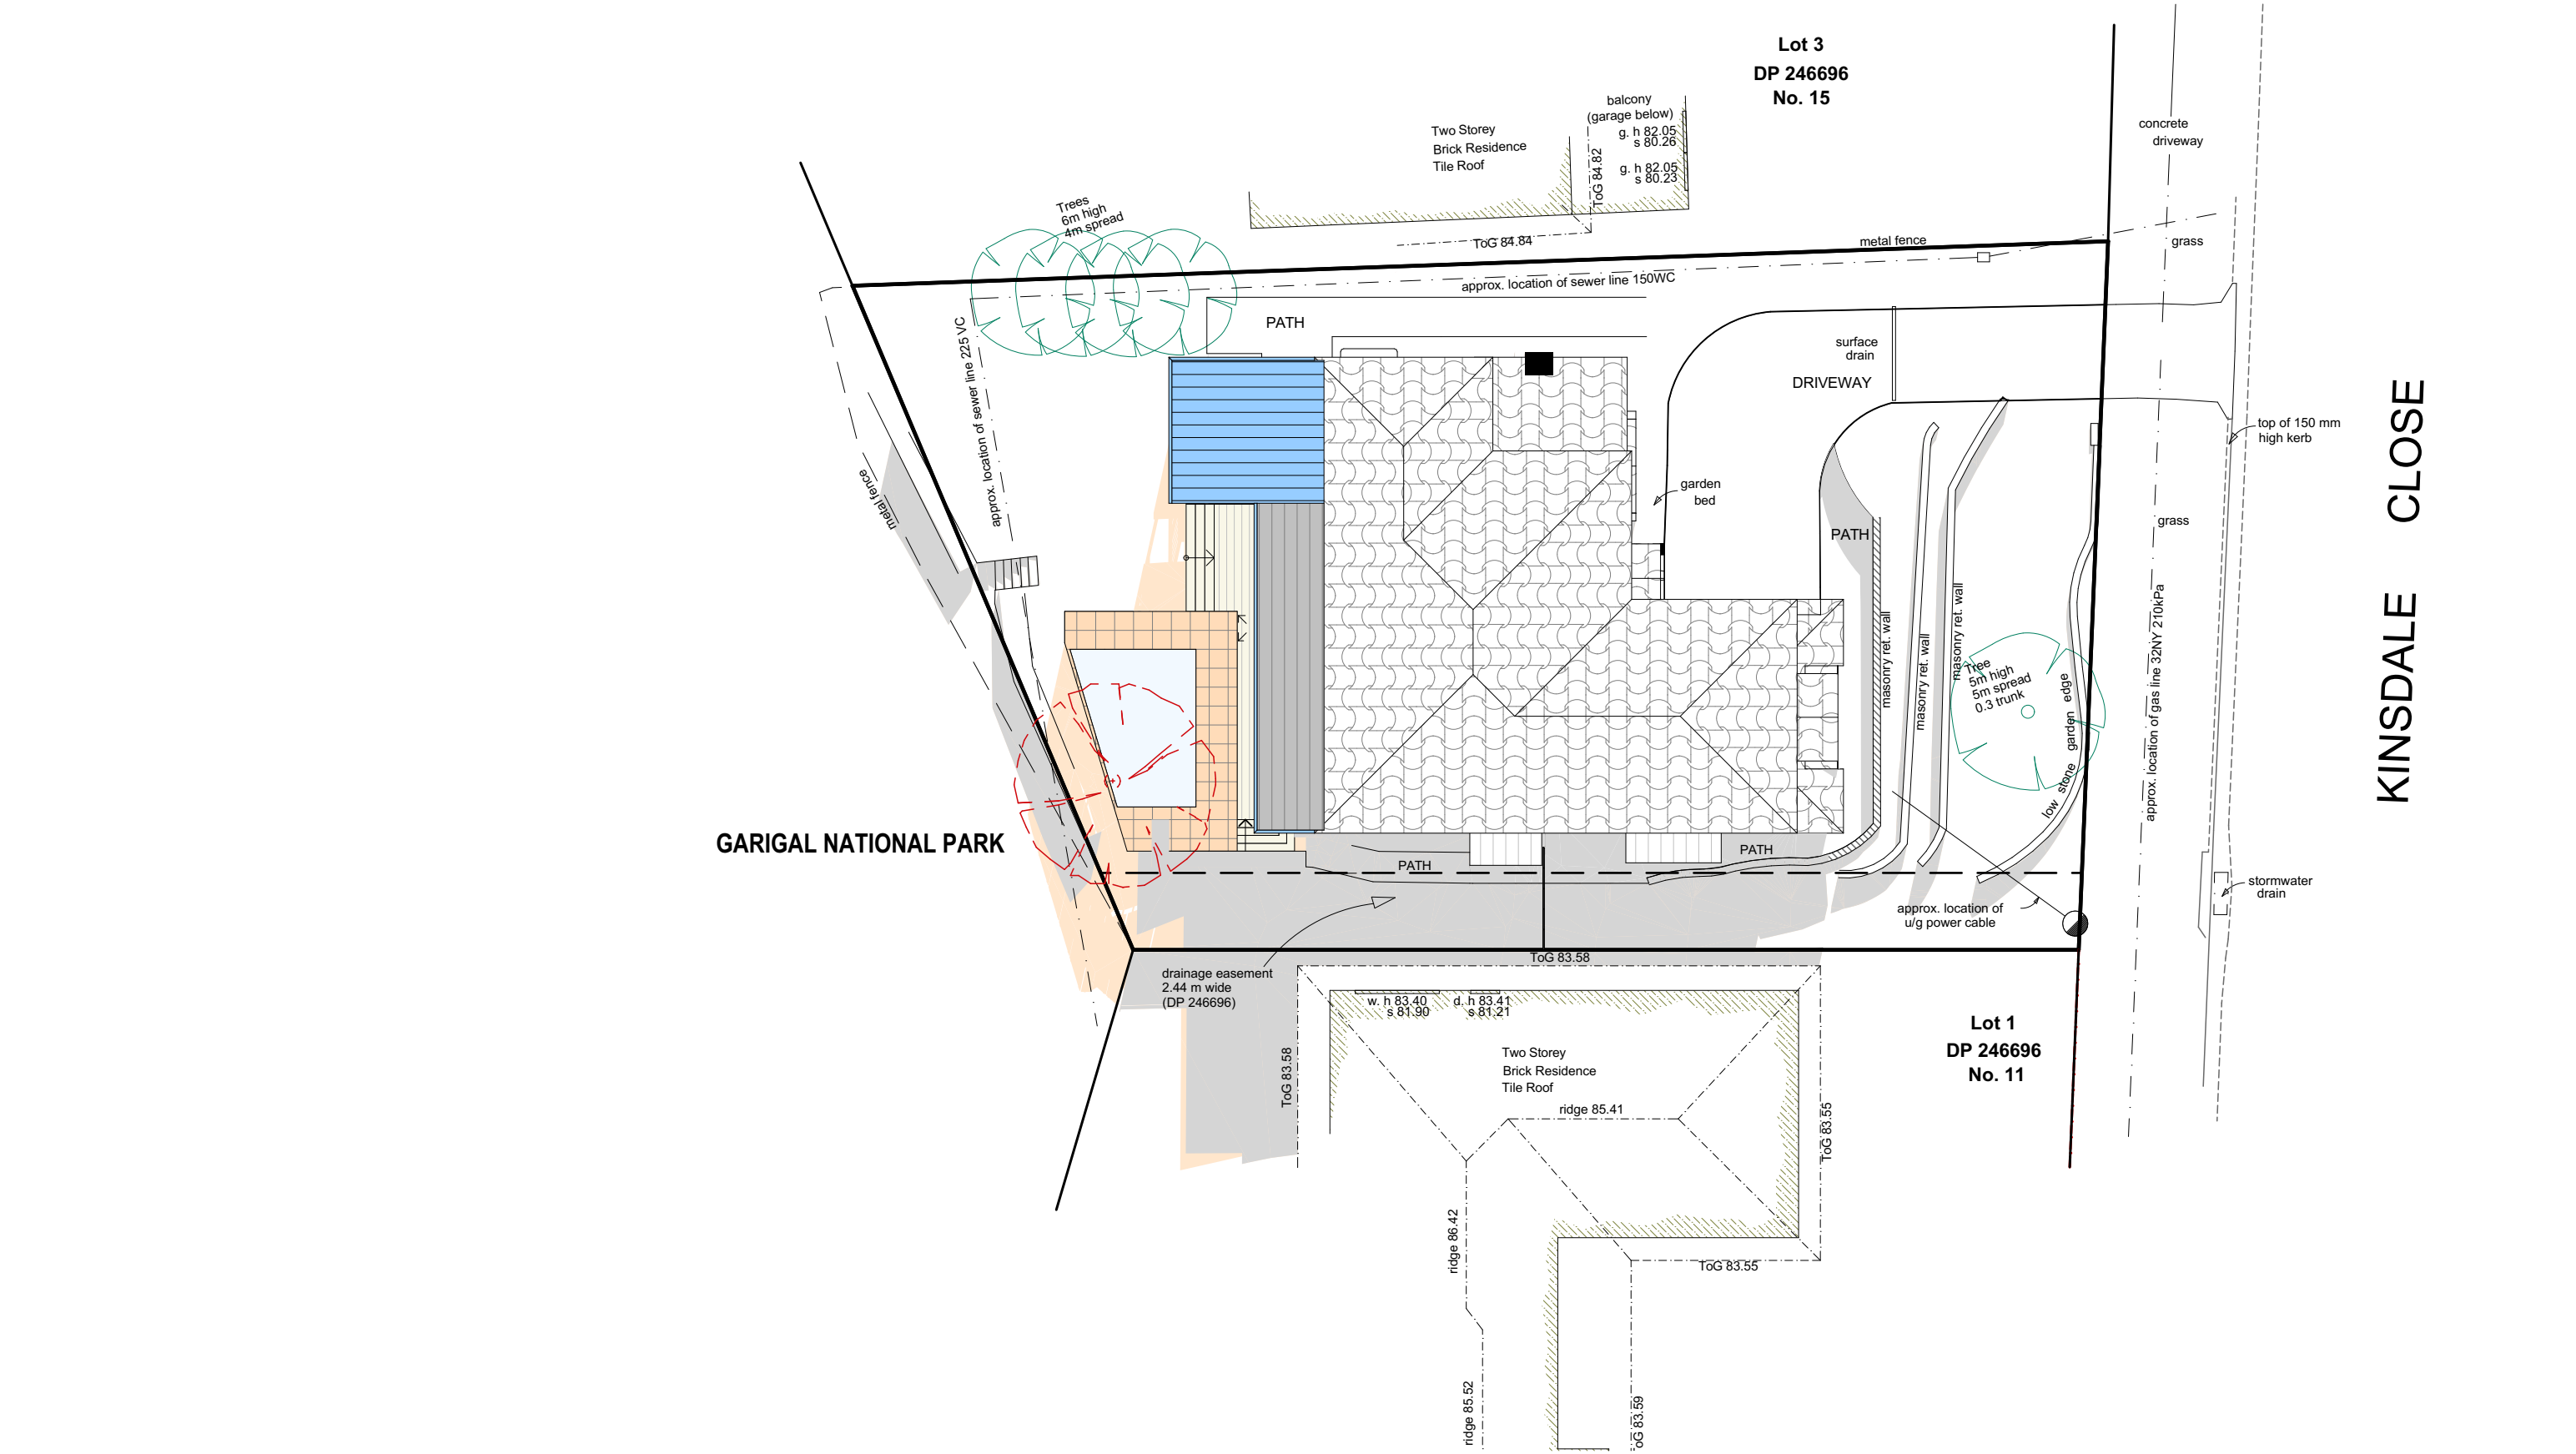 Lot 3
DP 246696
No. 15
balcony
(garage below)
g. h 82.05
s 80.26
g. h 82.05
s 80.23
ToG 84.82
Two Storey
Brick Residence
Tile Roof
concrete
driveway
Trees
6m high
4m spread
ToG 84.84
metal fence
grass
approx. location of sewer line 150WC
PATH
approx. location of sewer line 225 VC
surface
drain
DRIVEWAY
metal fence
garden
bed
top of 150 mm
high kerb
KINSDALE CLOSE
grass
PATH
masonry ret. wall
masonry ret. wall
masonry ret. wall
Tree
5m high
5m spread
0.3 trunk
low stone garden edge
approx. location of gas line 32NY 210kPa
GARIGAL NATIONAL PARK
PATH
PATH
stormwater
drain
approx. location of
u/g power cable
ToG 83.58
drainage easement
2.44 m wide
(DP 246696)
w. h 83.40
s 81.90
d. h 83.41
s 81.21
Lot 1
DP 246696
No. 11
Two Storey
Brick Residence
Tile Roof
ToG 83.58
ridge 85.41
ToG 83.55
ridge 86.42
ToG 83.55
ridge 85.52
oG 83.59